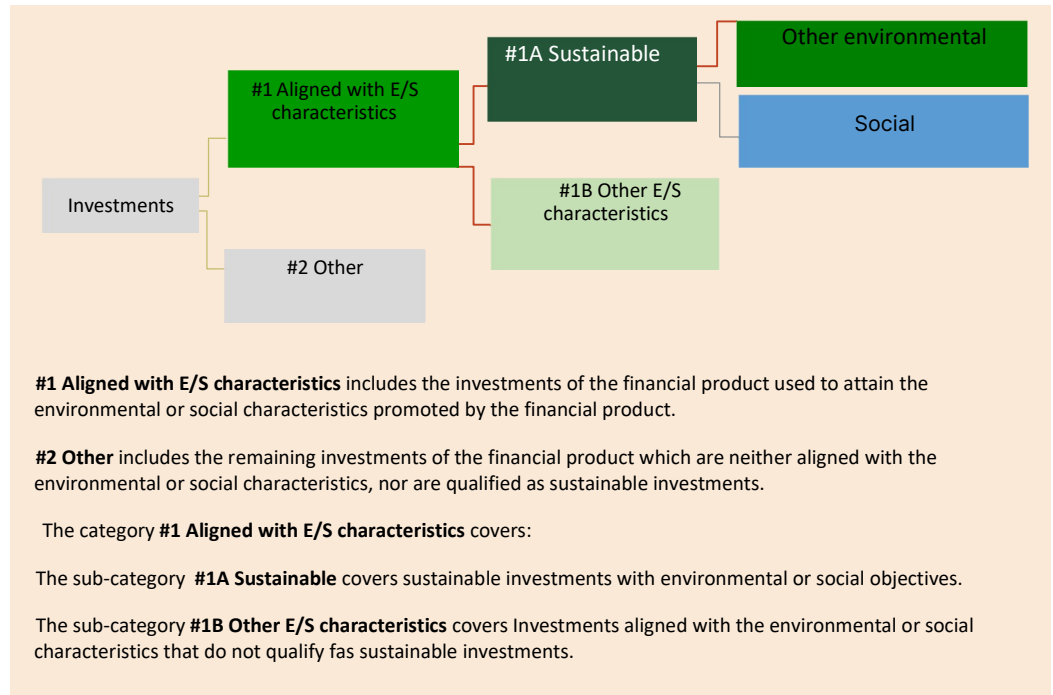 Other environmental
#1A Sustainable
#1 Aligned with E/S
characteristics
Social
#1B Other E/S
characteristics
Investments
#2 Other
#1 Aligned with E/S characteristics includes the investments of the financial product used to attain the
environmental or social characteristics promoted by the financial product.
#2 Other includes the remaining investments of the financial product which are neither aligned with the
environmental or social characteristics, nor are qualified as sustainable investments.
The category #1 Aligned with E/S characteristics covers:
The sub-category #1A Sustainable covers sustainable investments with environmental or social objectives.
The sub-category #1B Other E/S characteristics covers Investments aligned with the environmental or social
characteristics that do not qualify fas sustainable investments.